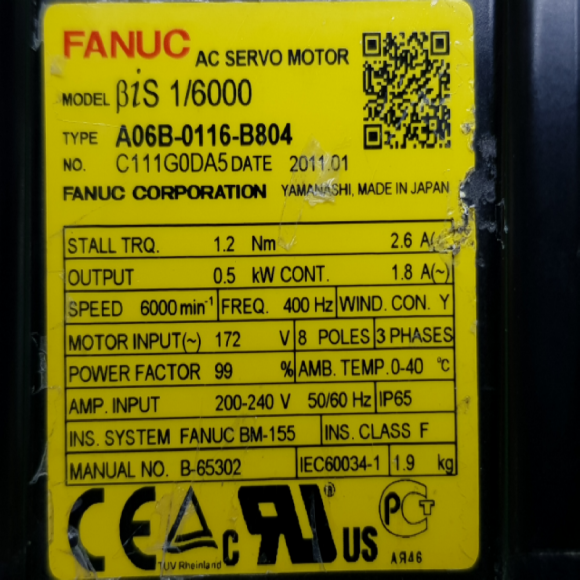 FANUC AC SERVO MOTOR
MODEL βiS 1/6000
TYPE A06B-0116-B804
NO. C111G0DA5 DATE 2011.01
FANUC CORPORATION YAMANASHI, MADE IN JAPAN
STALL TRQ. 1.2 Nm 2.6 A(
OUTPUT 0.5 kW CONT. 1.8 A(~)
SPEED 6000 min⁻¹ FREQ. 400 Hz WIND. CON. Y
MOTOR INPUT(~) 172 V 8 POLES 3 PHASES
POWER FACTOR 99 % AMB. TEMP. 0-40 °C
AMP. INPUT 200-240 V 50/60 Hz IP65
INS. SYSTEM FANUC BM-155 INS. CLASS F
MANUAL NO. B-65302 IEC60034-1 1.9 kg
CE TÜV Rheinland c RU US PCT AЯ46